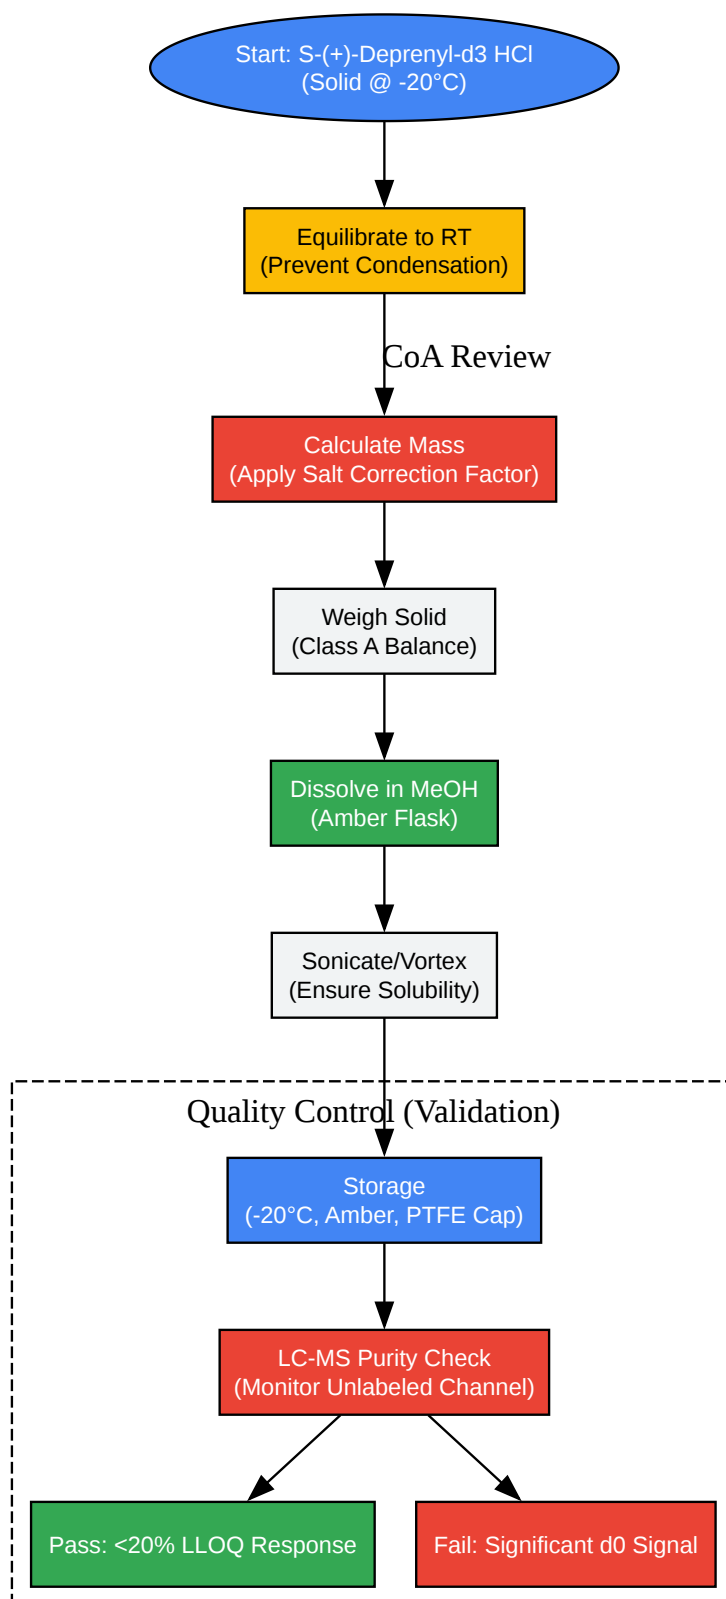 Start: S-(+)-Deprenyl-d3 HCl
(Solid @ -20°C)
Equilibrate to RT
(Prevent Condensation)
CoA Review
Calculate Mass
(Apply Salt Correction Factor)
Weigh Solid
(Class A Balance)
Dissolve in MeOH
(Amber Flask)
Sonicate/Vortex
(Ensure Solubility)
Quality Control (Validation)
Storage
(-20°C, Amber, PTFE Cap)
LC-MS Purity Check
(Monitor Unlabeled Channel)
Pass: <20% LLOQ Response
Fail: Significant d0 Signal